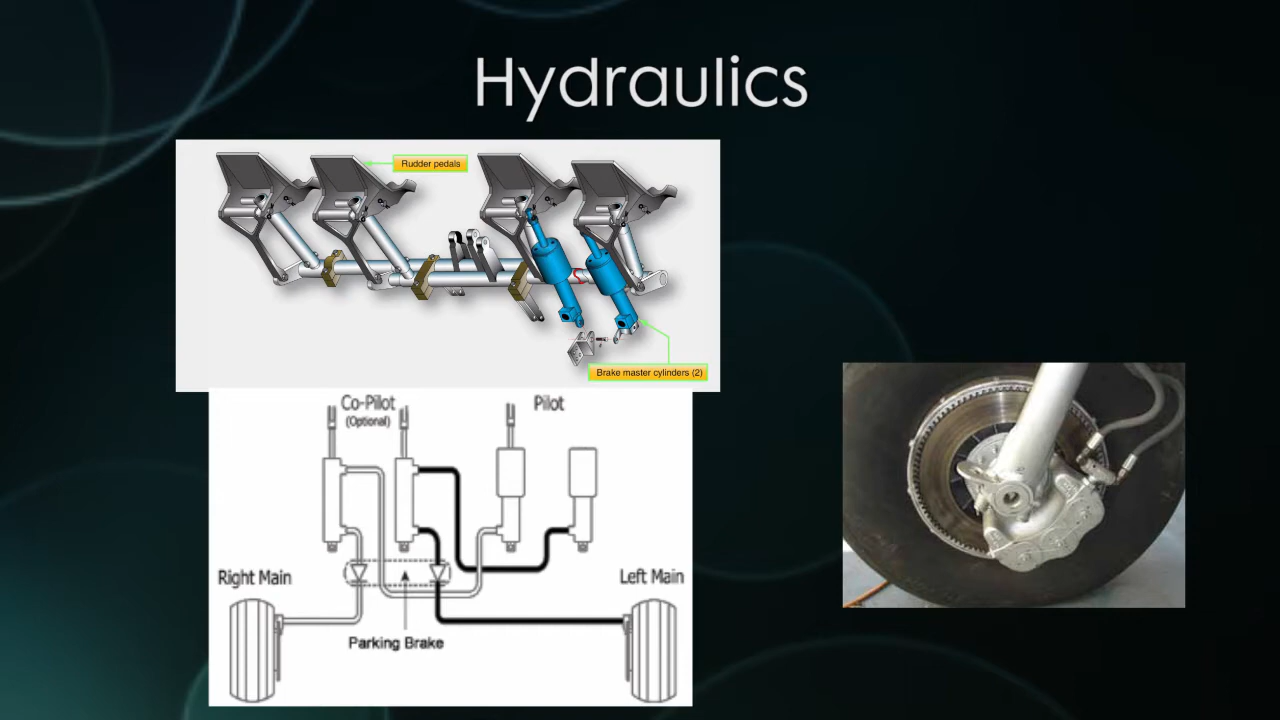 Hydraulics
Rudder pedals
Brake master cylinders (2)
Co-Pilot
(Optional)
Pilot
Right Main
Left Main
Parking Brake